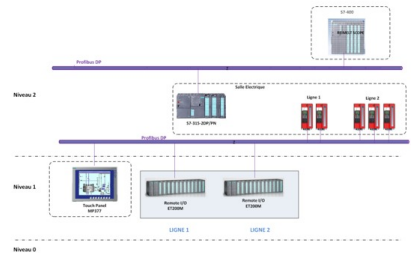 S7-400
Profibus DP
Salle Electrique
Niveau 2
Ligne 1
Ligne 2
S7-315-2DP/PN
Profibus DP
Niveau 1
Touch Panel
MP377
Remote I/O
ET200M
Remote I/O
ET200M
LIGNE 1
LIGNE 2
Niveau 0